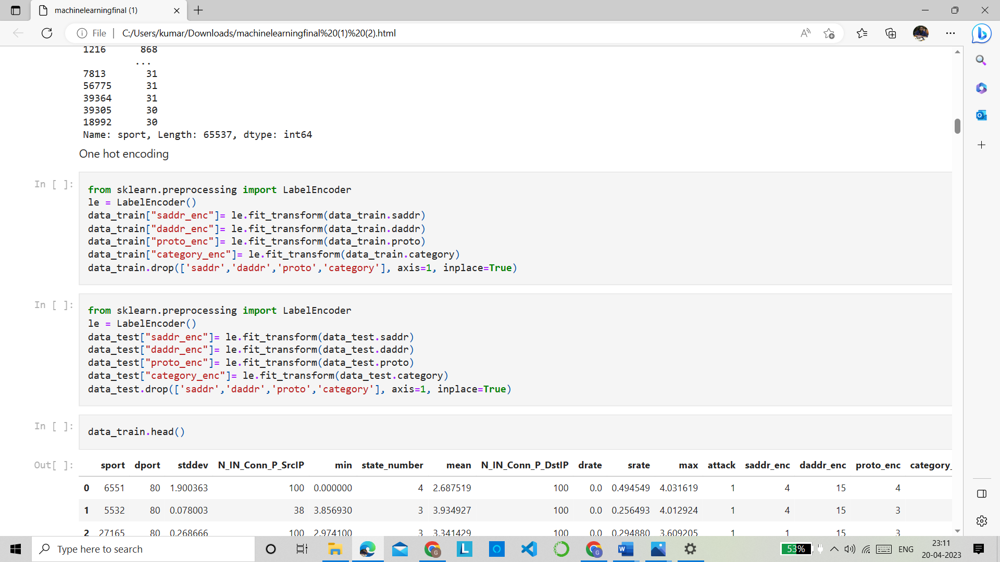 machinelearningfinal (1)
File | C:/Users/kumar/Downloads/machinelearningfinal%20(1)%20(2).html
1216 868
...
7813 31
56775 31
39364 31
39305 30
18992 30
Name: sport, Length: 65537, dtype: int64
One hot encoding
In [ ]:
from sklearn.preprocessing import LabelEncoder
le = LabelEncoder()
data_train["saddr_enc"]= le.fit_transform(data_train.saddr)
data_train["daddr_enc"]= le.fit_transform(data_train.daddr)
data_train["proto_enc"]= le.fit_transform(data_train.proto)
data_train["category_enc"]= le.fit_transform(data_train.category)
data_train.drop(['saddr','daddr','proto','category'], axis=1, inplace=True)
In [ ]:
from sklearn.preprocessing import LabelEncoder
le = LabelEncoder()
data_test["saddr_enc"]= le.fit_transform(data_test.saddr)
data_test["daddr_enc"]= le.fit_transform(data_test.daddr)
data_test["proto_enc"]= le.fit_transform(data_test.proto)
data_test["category_enc"]= le.fit_transform(data_test.category)
data_test.drop(['saddr','daddr','proto','category'], axis=1, inplace=True)
In [ ]:
data_train.head()
Out[ ]:
sport dport stddev N_IN_Conn_P_SrcIP min state_number mean N_IN_Conn_P_DstIP drate srate max attack saddr_enc daddr_enc proto_enc category_
0 6551 80 1.900363 100 0.000000 4 2.687519 100 0.0 0.494549 4.031619 1 4 15 4
1 5532 80 0.078003 38 3.856930 3 3.934927 100 0.0 0.256493 4.012924 1 4 15 3
2 27165 80 0.268666 100 2.974100 3 3.341429 100 0.0 0.294880 3.609205 1 1 15 3
Type here to search
53%
ENG
23:11
20-04-2023